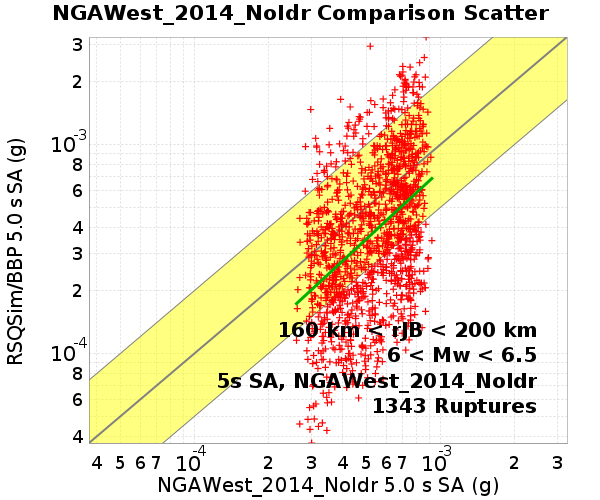 NGAWest_2014_NoIdr Comparison Scatter
3
2
10^-3
8
6
4
3
2
10^-4
8
6
4
RSQSim/BBP 5.0 s SA (g)
160 km < rJB < 200 km
6 < Mw < 6.5
5s SA, NGAWest_2014_NoIdr
1343 Ruptures
4 5 6 7 10^-4 2 3 4 5 6 7 10^-3 2 3
NGAWest_2014_NoIdr 5.0 s SA (g)